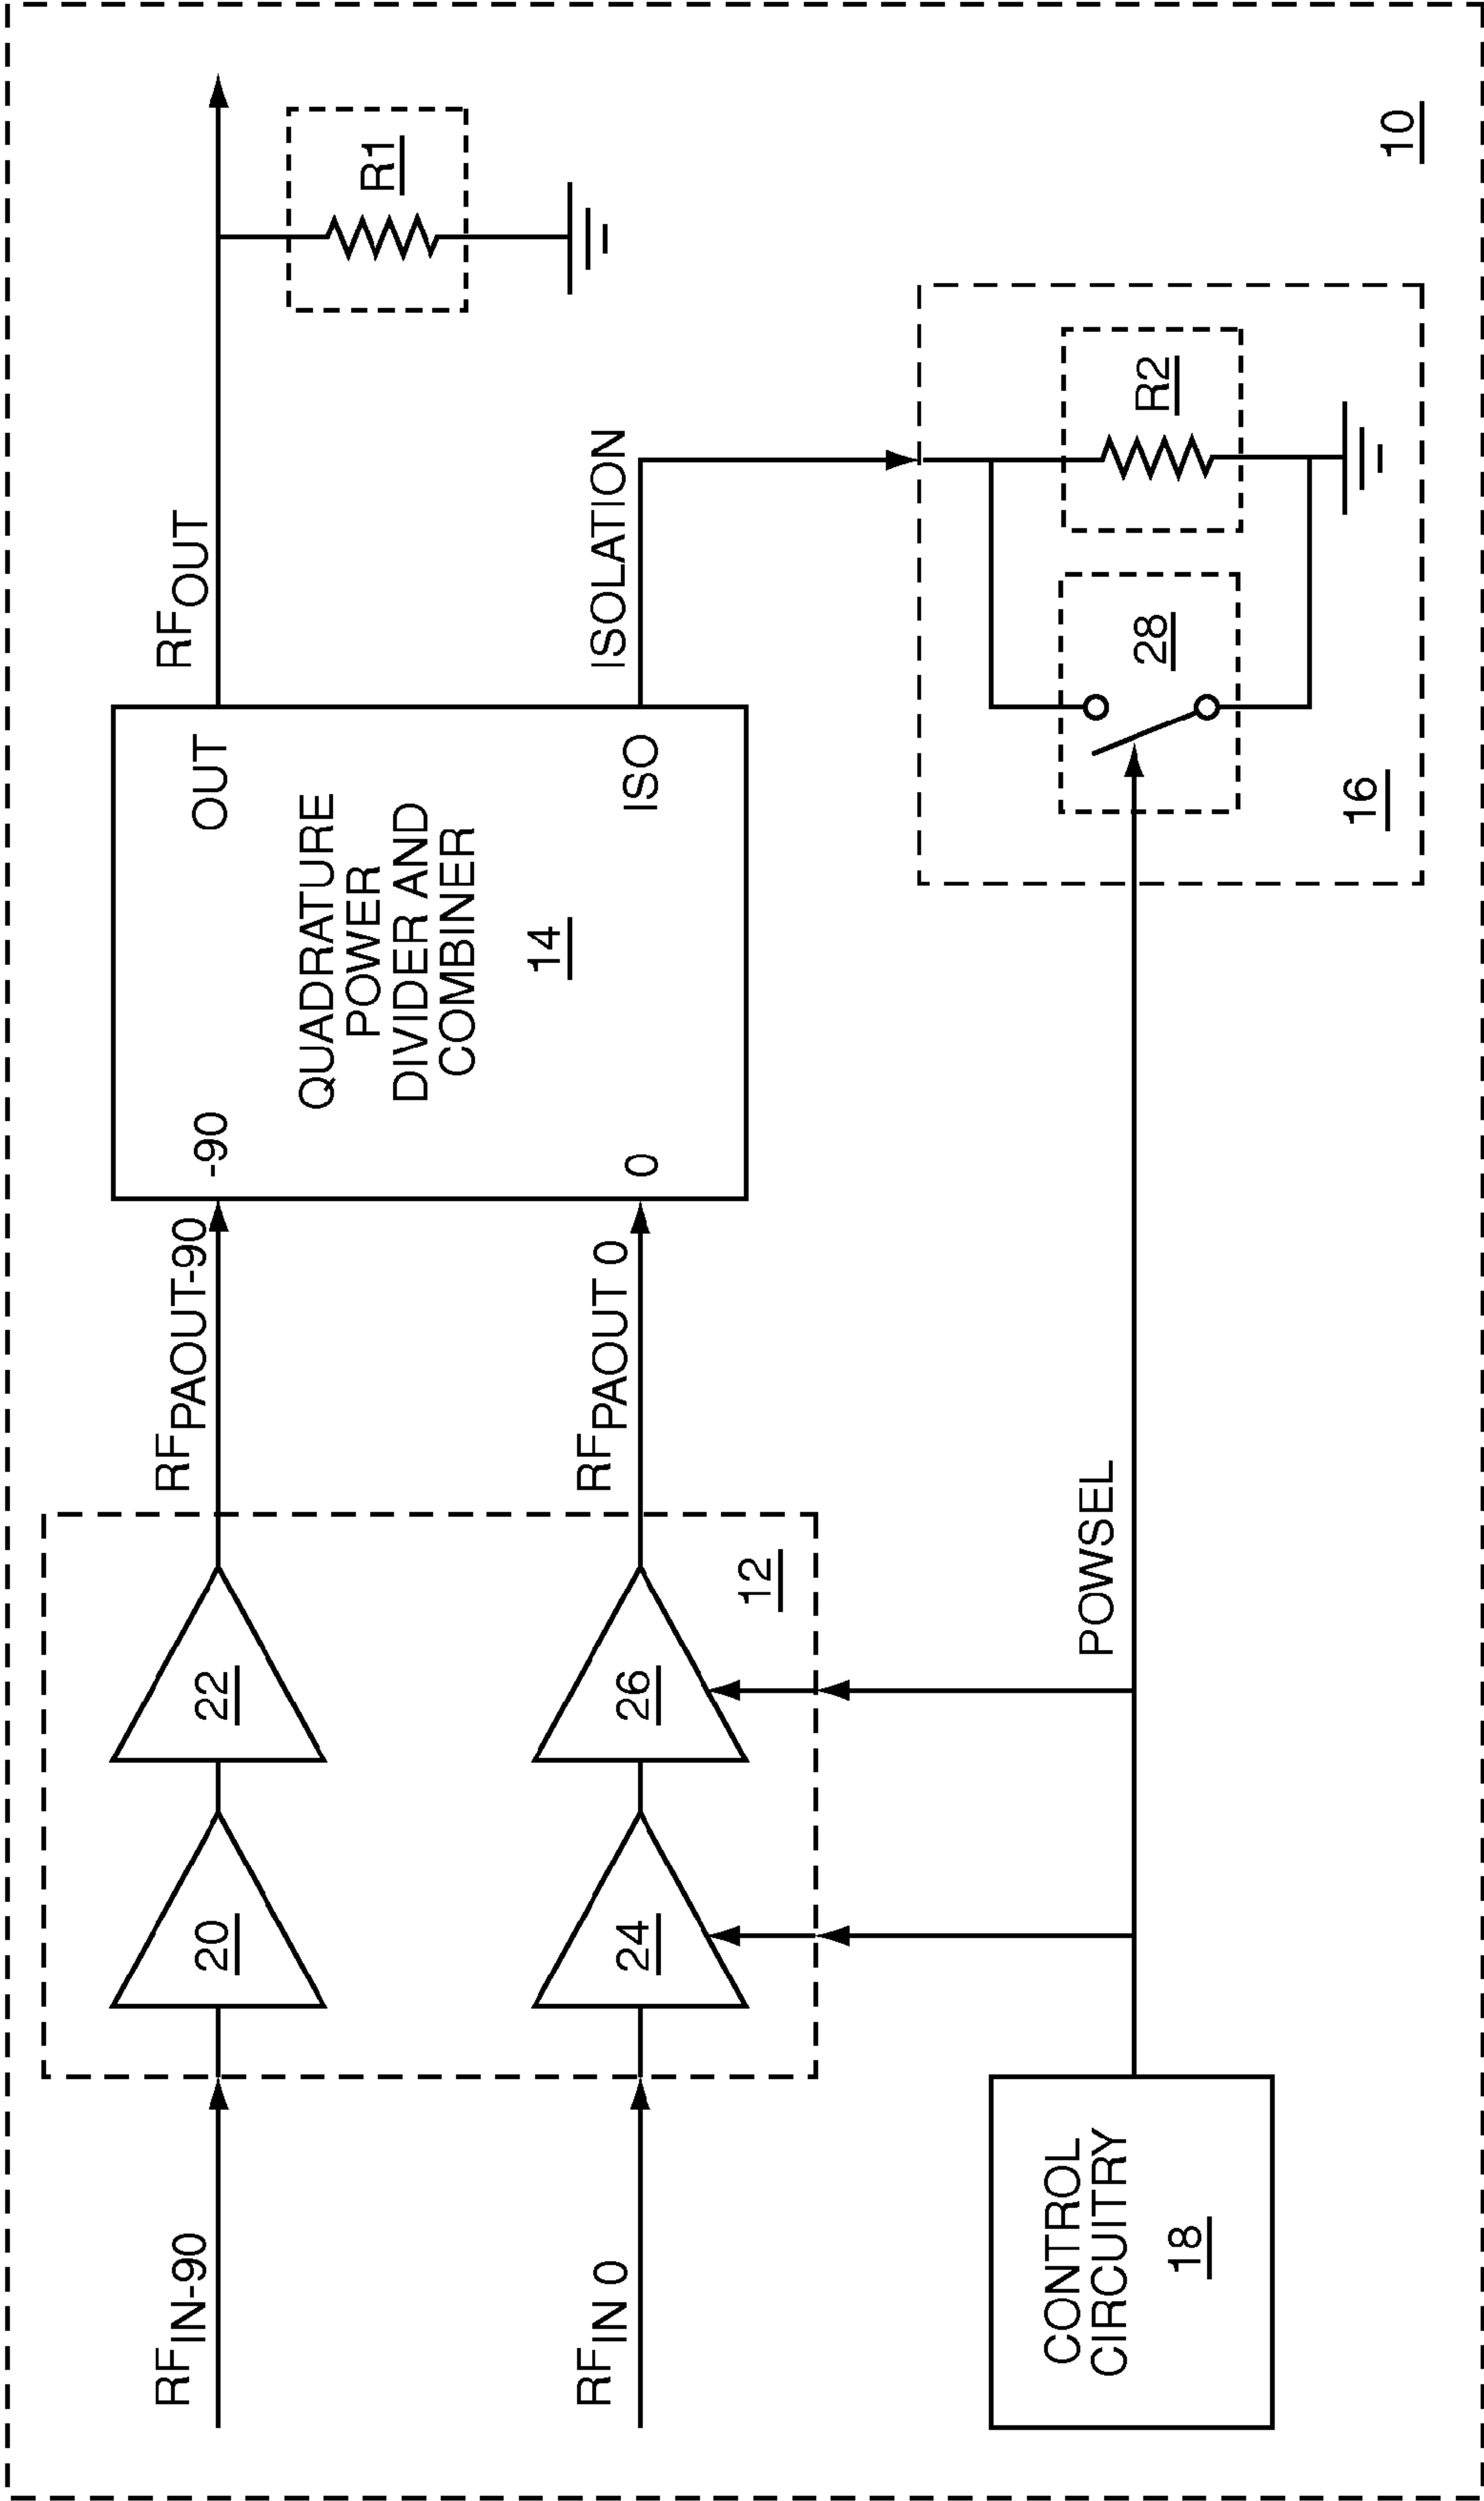 RFIN-90
20
22
RFPAOUT-90
-90
OUT
RFOUT
R1
QUADRATURE
POWER
DIVIDER AND
COMBINER
14
RFIN 0
24
26
RFPAOUT 0
0
ISO
ISOLATION
12
CONTROL
CIRCUITRY
18
POWSEL
28
R2
16
10